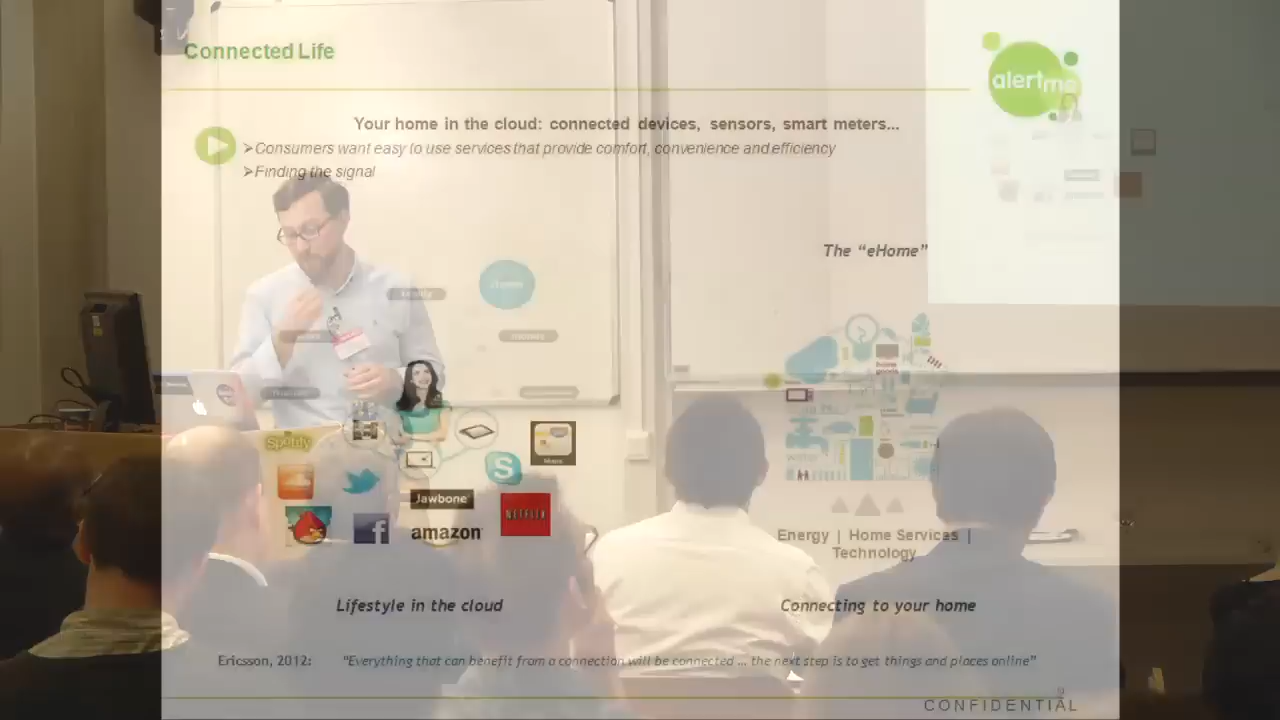 Connected Life
alertme
Your home in the cloud: connected devices, sensors, smart meters...
➢Consumers want easy to use services that provide comfort, convenience and efficiency
➢Finding the signal
The “eHome”
Spotify
Maps
Jawbone
NETFLIX
amazon
Energy | Home Services |
Technology
Lifestyle in the cloud
Connecting to your home
Ericsson, 2012: “Everything that can benefit from a connection will be connected ... the next step is to get things and places online”
CONFIDENTIAL